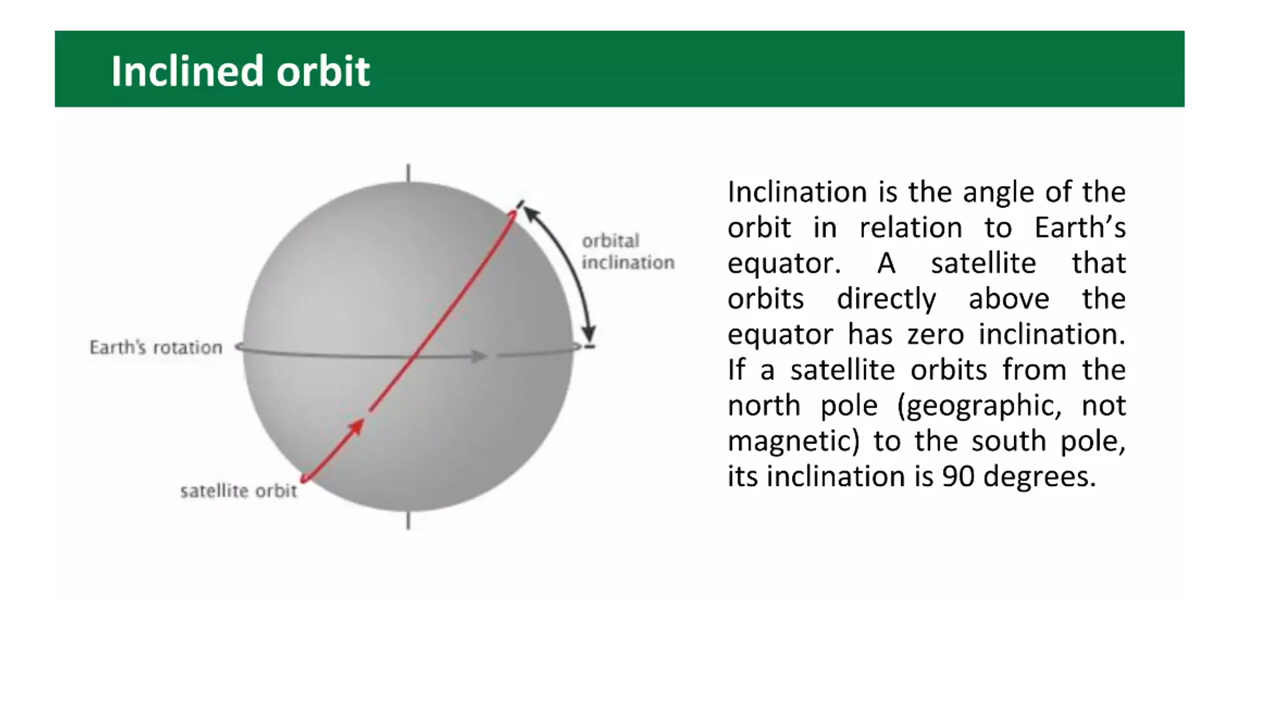 Inclined orbit
orbital
inclination
Earth's rotation
satellite orbit
Inclination is the angle of the
orbit in relation to Earth’s
equator. A satellite that
orbits directly above the
equator has zero inclination.
If a satellite orbits from the
north pole (geographic, not
magnetic) to the south pole,
its inclination is 90 degrees.